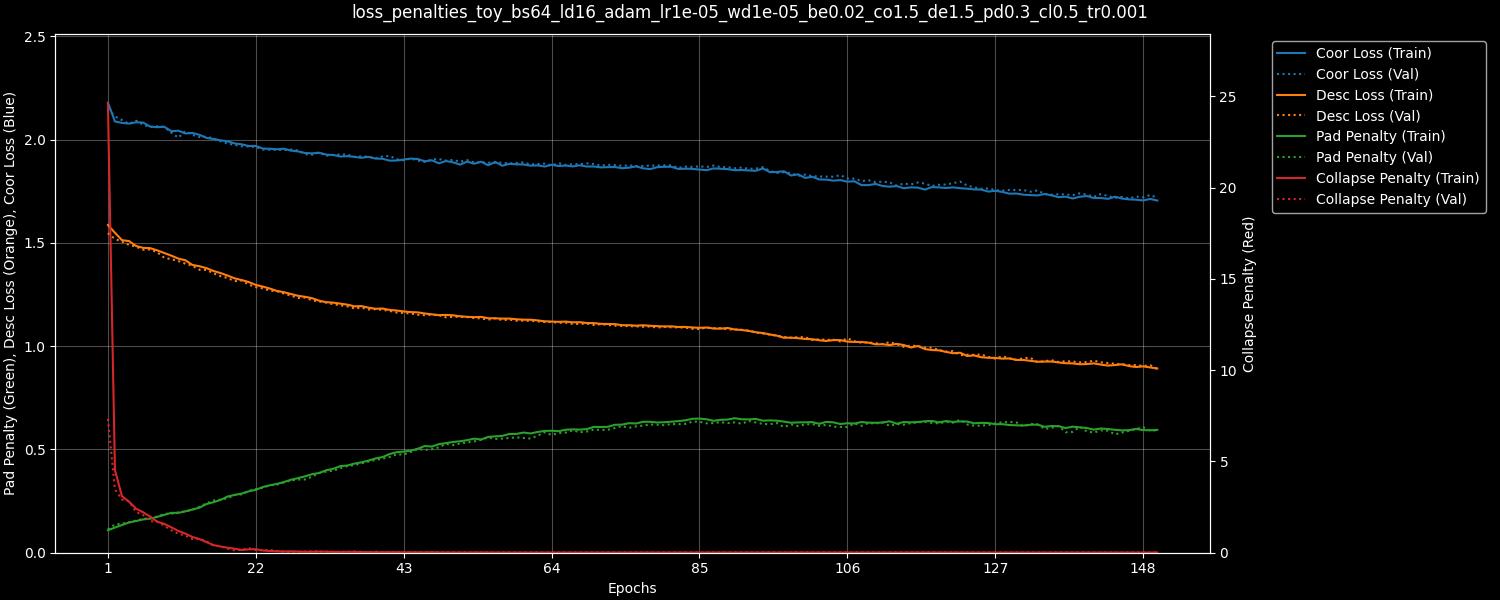 loss_penalties_toy_bs64_ld16_adam_lr1e-05_wd1e-05_be0.02_co1.5_de1.5_pd0.3_cl0.5_tr0.001
Pad Penalty (Green), Desc Loss (Orange), Coor Loss (Blue)
2.5
2.0
1.5
1.0
0.5
0.0
1
22
43
64
85
106
127
148
Epochs
25
20
15
10
5
0
Collapse Penalty (Red)
Coor Loss (Train)
Coor Loss (Val)
Desc Loss (Train)
Desc Loss (Val)
Pad Penalty (Train)
Pad Penalty (Val)
Collapse Penalty (Train)
Collapse Penalty (Val)